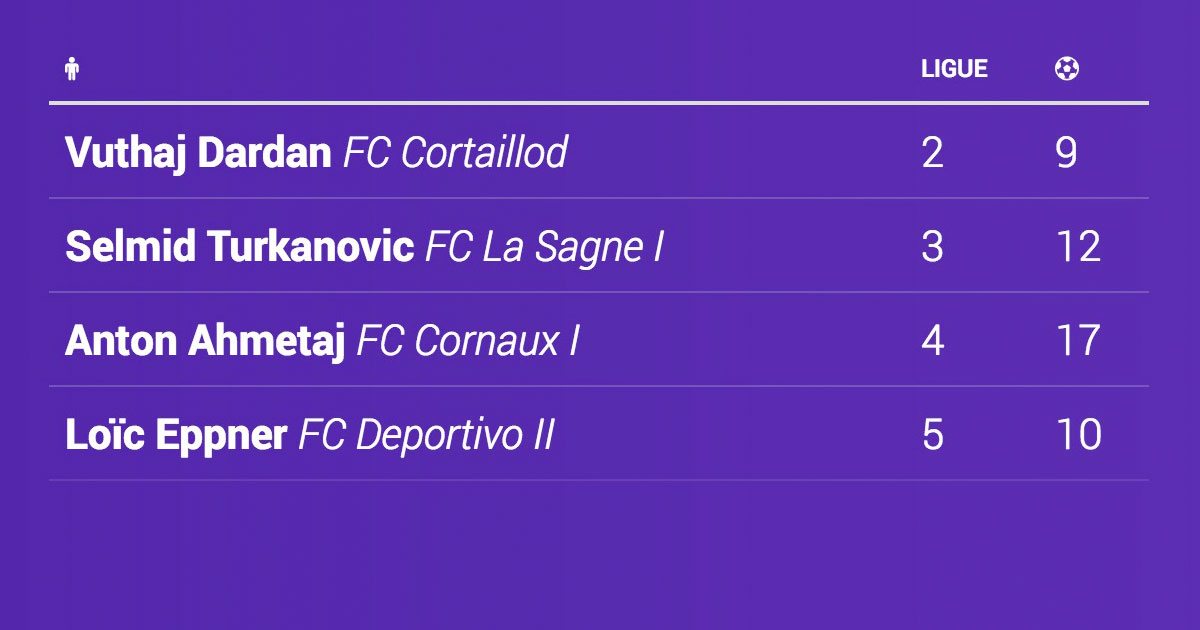 LIGUE
Vuthaj Dardan FC Cortaillod 2 9
Selmid Turkanovic FC La Sagne I 3 12
Anton Ahmetaj FC Cornaux I 4 17
Loïc Eppner FC Deportivo II 5 10